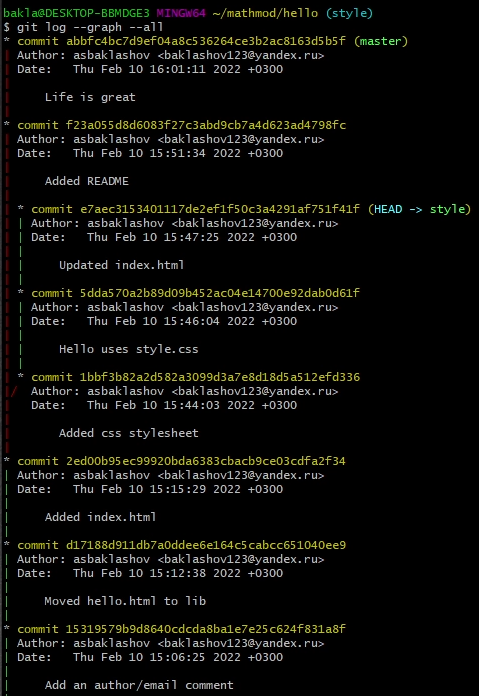 bakla@DESKTOP-BBMDGE3 MINGW64 ~/mathmod/hello (style)
$ git log --graph --all
* commit abbfc4bc7d9ef04a8c536264ce3b2ac8163d5b5f (master)
| Author: asbaklashov <baklashov123@yandex.ru>
| Date:   Thu Feb 10 16:01:11 2022 +0300
|
|     Life is great
|
* commit f23a055d8d6083f27c3abd9cb7a4d623ad4798fc
| Author: asbaklashov <baklashov123@yandex.ru>
| Date:   Thu Feb 10 15:51:34 2022 +0300
|
|     Added README
|
| * commit e7aec3153401117de2ef1f50c3a4291af751f41f (HEAD -> style)
| | Author: asbaklashov <baklashov123@yandex.ru>
| | Date:   Thu Feb 10 15:47:25 2022 +0300
| |
| |     Updated index.html
| |
| * commit 5dda570a2b89d09b452ac04e14700e92dab0d61f
| | Author: asbaklashov <baklashov123@yandex.ru>
| | Date:   Thu Feb 10 15:46:04 2022 +0300
| |
| |     Hello uses style.css
| |
| * commit 1bbf3b82a2d582a3099d3a7e8d18d5a512efd336
|/  Author: asbaklashov <baklashov123@yandex.ru>
|   Date:   Thu Feb 10 15:44:03 2022 +0300
|
|       Added css stylesheet
|
* commit 2ed00b95ec99920bda6383cbacb9ce03cdfa2f34
| Author: asbaklashov <baklashov123@yandex.ru>
| Date:   Thu Feb 10 15:15:29 2022 +0300
|
|     Added index.html
|
* commit d17188d911db7a0ddee6e164c5cabcc651040ee9
| Author: asbaklashov <baklashov123@yandex.ru>
| Date:   Thu Feb 10 15:12:38 2022 +0300
|
|     Moved hello.html to lib
|
* commit 15319579b9d8640cdcda8ba1e7e25c624f831a8f
| Author: asbaklashov <baklashov123@yandex.ru>
| Date:   Thu Feb 10 15:06:25 2022 +0300
|
|     Add an author/email comment